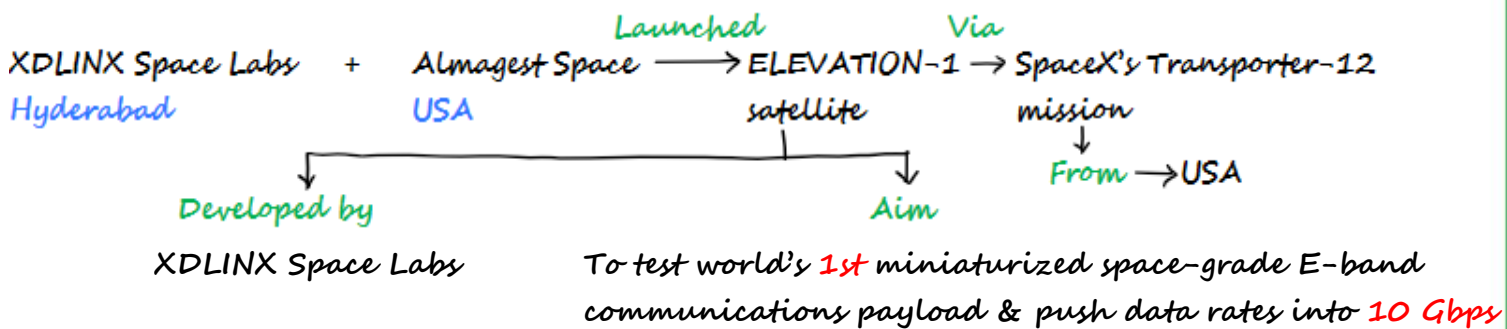 Launched Via
XDLINX Space Labs + Almagest Space → ELEVATION-1 → SpaceX's Transporter-12
Hyderabad USA satellite mission
From → USA
Developed by Aim
XDLINX Space Labs To test world's 1st miniaturized space-grade E-band
communications payload & push data rates into 10 Gbps